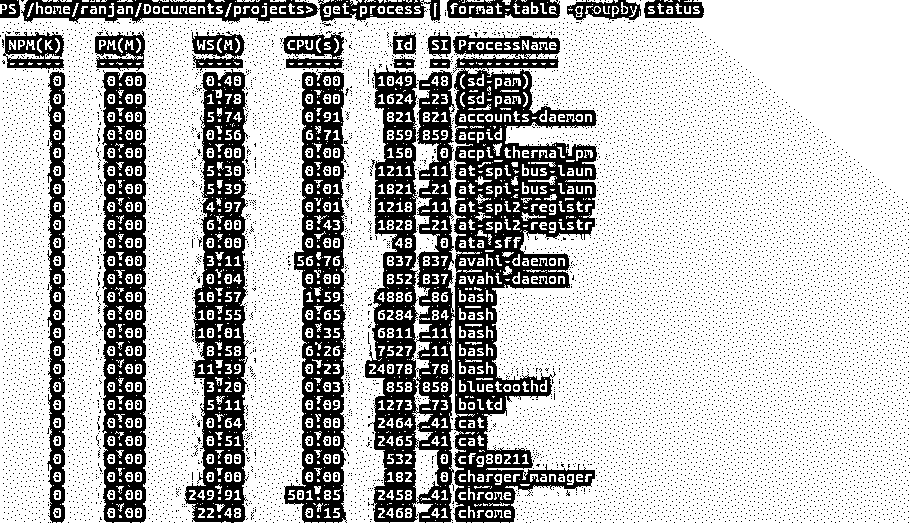 PS /home/ranjan/Documents/projects> get-process | format-table -groupby status
NPM(K) PM(M) WS(M) CPU(s) Id SI ProcessName
------ ----- ----- ------ -- -- -----------
0 0.00 0.40 0.00 1049 …48 (sd-pam)
0 0.00 1.78 0.00 1624 …23 (sd-pam)
0 0.00 5.74 0.91 821 821 accounts-daemon
0 0.00 0.56 6.71 859 859 acpid
0 0.00 0.00 0.00 150 0 acpi_thermal_pm
0 0.00 5.30 0.00 1211 …11 at-spi-bus-laun
0 0.00 5.39 0.01 1821 …21 at-spi-bus-laun
0 0.00 4.97 0.01 1218 …11 at-spi2-registr
0 0.00 6.00 8.43 1828 …21 at-spi2-registr
0 0.00 0.00 0.00 48 0 ata_sff
0 0.00 3.11 56.76 837 837 avahi-daemon
0 0.00 0.04 0.00 852 837 avahi-daemon
0 0.00 10.57 1.59 4886 …86 bash
0 0.00 10.55 0.65 6284 …84 bash
0 0.00 10.01 0.35 6811 …11 bash
0 0.00 8.58 6.26 7527 …11 bash
0 0.00 11.39 0.23 24078 …78 bash
0 0.00 3.20 0.03 858 858 bluetoothd
0 0.00 5.11 0.09 1273 …73 boltd
0 0.00 0.64 0.00 2464 …41 cat
0 0.00 0.51 0.00 2465 …41 cat
0 0.00 0.00 0.00 532 0 cfg80211
0 0.00 0.00 0.00 182 0 charger_manager
0 0.00 249.91 501.85 2458 …41 chrome
0 0.00 22.48 0.15 2468 …41 chrome